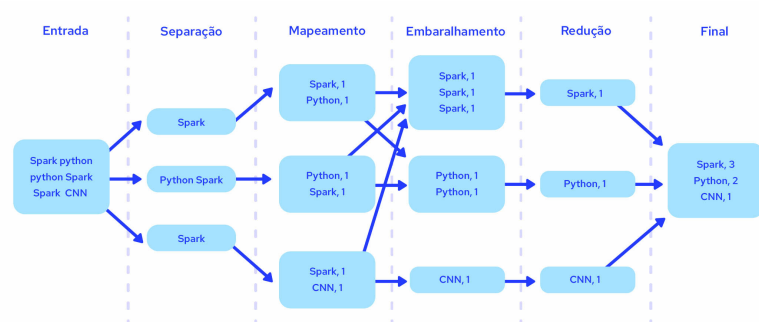 Entrada
Separação
Mapeamento
Embaralhamento
Redução
Final
Spark python
python Spark
Spark CNN
Spark
Python Spark
Spark
Spark, 1
Python, 1
Python, 1
Spark, 1
Spark, 1
CNN, 1
Spark, 1
Spark, 1
Spark, 1
Python, 1
Python, 1
CNN, 1
Spark, 1
Python, 1
CNN, 1
Spark, 3
Python, 2
CNN, 1